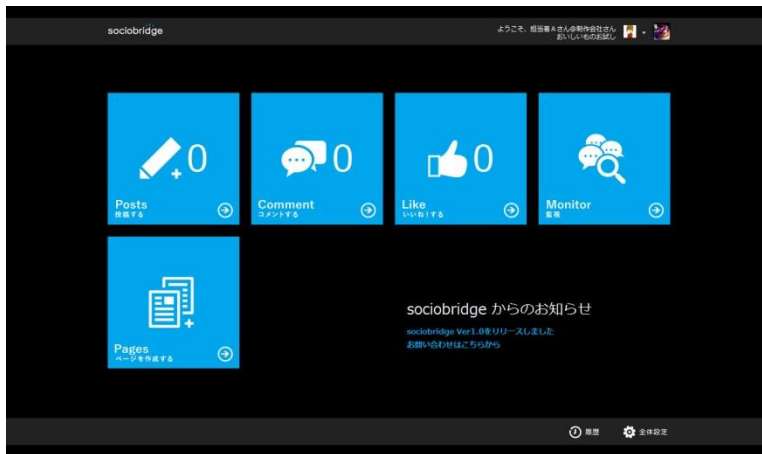 sociobridge
ようこそ、担当者Aさん@制作会社さん
おいしいものお試し
0
Posts
投稿する
0
Comment
コメントする
0
Like
いいね!する
Monitor
監視
Pages
ページを作成する
sociobridge からのお知らせ
sociobridge Ver1.0をリリースしました
お問い合わせはこちらから
履歴
全体設定